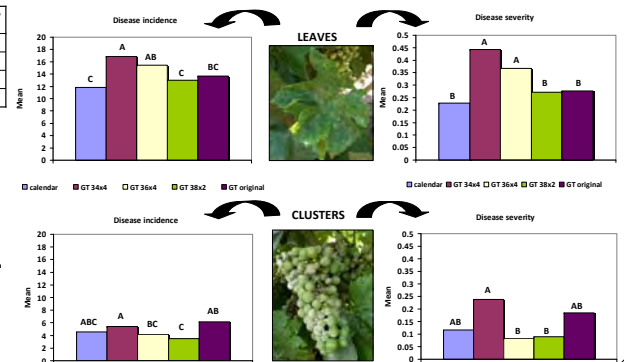 Disease incidence
LEAVES
Disease severity
Mean
20
18
16
14
12
10
8
6
4
2
0
C
A
AB
C
BC
Mean
0.5
0.45
0.4
0.35
0.3
0.25
0.2
0.15
0.1
0.05
0
B
A
A
B
B
calendar GT 34x4 GT 36x4 GT 38x2 GT original
calendar GT 34x4 GT 36x4 GT 38x2 GT original
Disease incidence
CLUSTERS
Disease severity
Mean
20
18
16
14
12
10
8
6
4
2
0
ABC
A
BC
C
AB
Mean
0.5
0.45
0.4
0.35
0.3
0.25
0.2
0.15
0.1
0.05
0
AB
A
B
B
AB